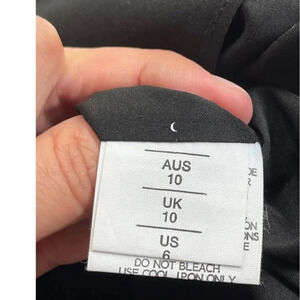 AUS
10
UK
10
US
6
DO NOT BLEACH
USE COOL IRON ONLY